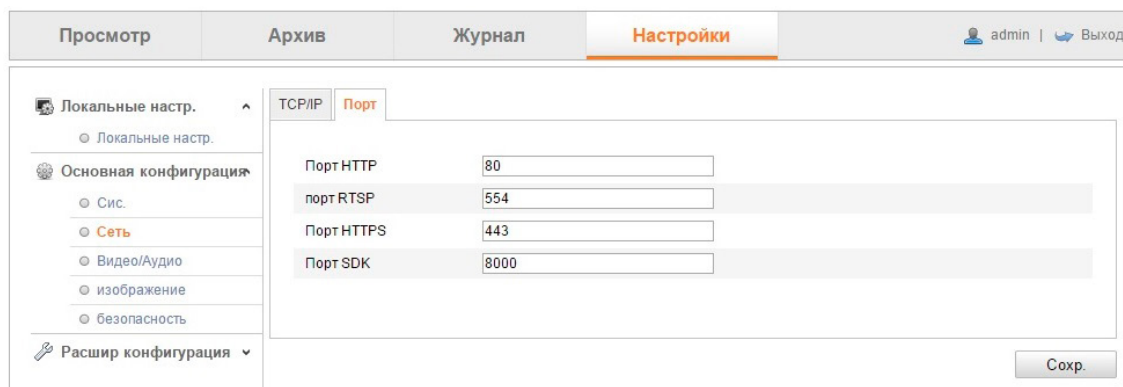 Просмотр Архив Журнал Настройки admin | Выход
Локальные настр.
Локальные настр.
Основная конфигурация
Сис.
Сеть
Видео/Аудио
изображение
безопасность
Расшир конфигурация
TCP/IP Порт
Порт HTTP 80
порт RTSP 554
Порт HTTPS 443
Порт SDK 8000
Сохр.